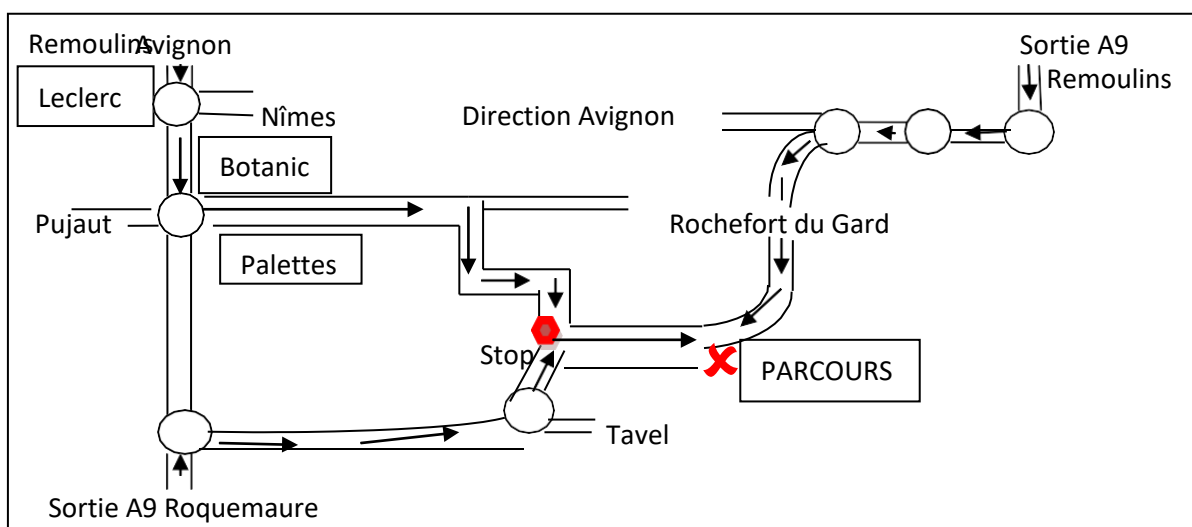 Remoulins
Avignon
Sortie A9
Remoulins
Leclerc
Nîmes
Direction Avignon
Botanic
Pujaut
Rochefort du Gard
Palettes
Stop
PARCOURS
Tavel
Sortie A9 Roquemaure